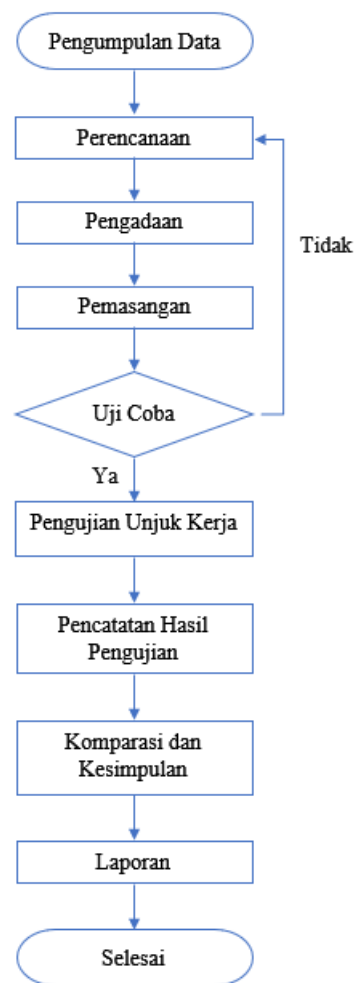 Pengumpulan Data
Perencanaan
Pengadaan
Tidak
Pemasangan
Uji Coba
Ya
Pengujian Unjuk Kerja
Pencatatan Hasil
Pengujian
Komparasi dan
Kesimpulan
Laporan
Selesai